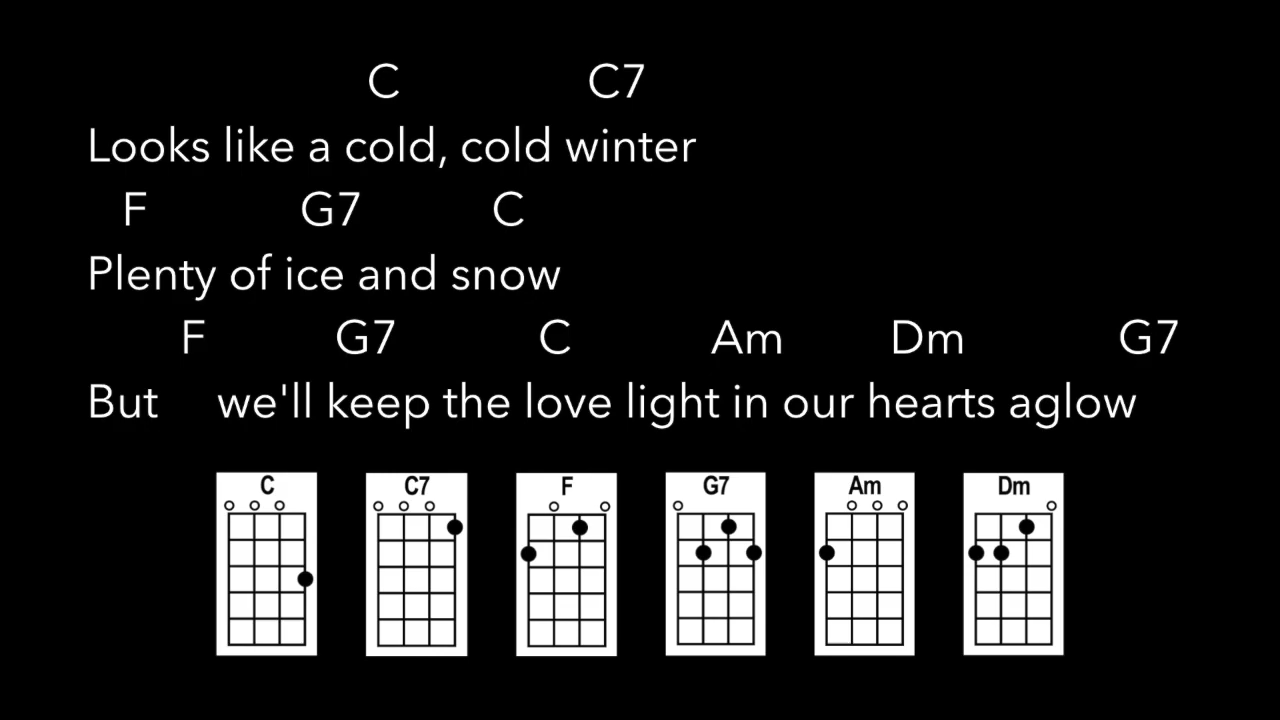 C C7
Looks like a cold, cold winter
F G7 C
Plenty of ice and snow
F G7 C Am Dm G7
But we'll keep the love light in our hearts aglow
C C7 F G7 Am Dm